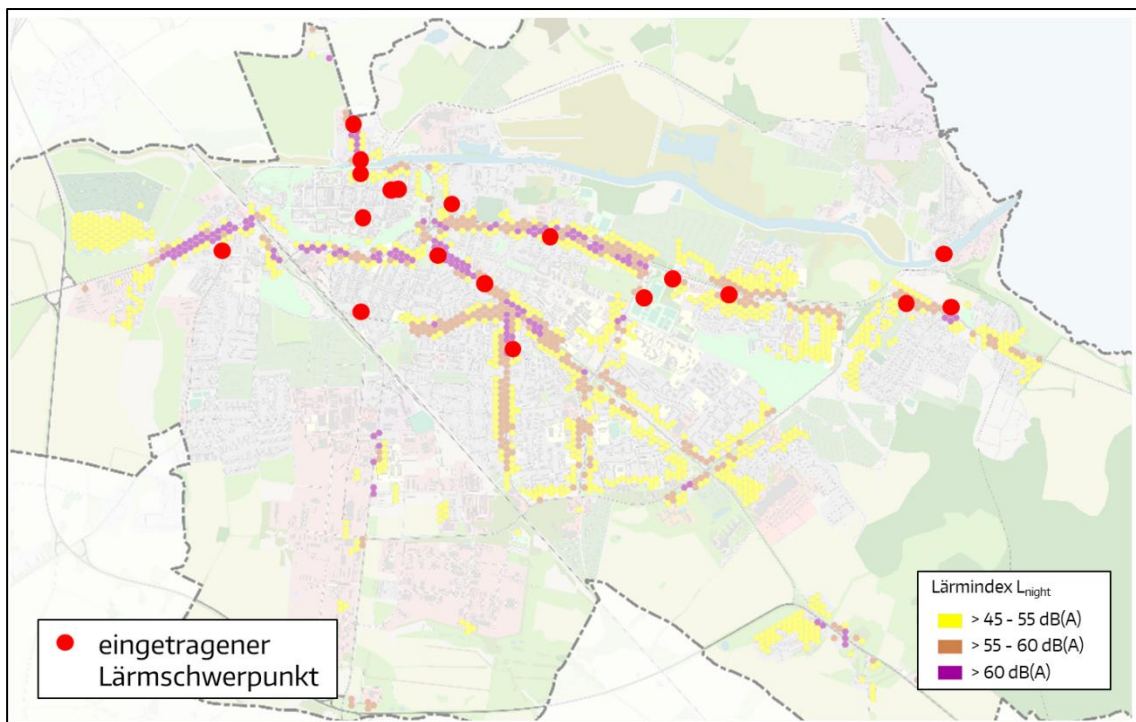 eingetragener
Lärmschwerpunkt
Lärmindex Lnight
> 45 - 55 dB(A)
> 55 - 60 dB(A)
> 60 dB(A)